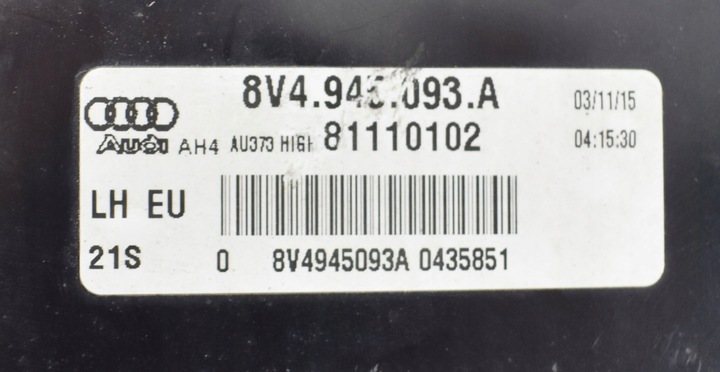 8V4.945.093.A 03/11/15
Audi AH4 AU373 HIGH 81110102 04:15:30
LH EU
21S 0 8V4945093A 0435851